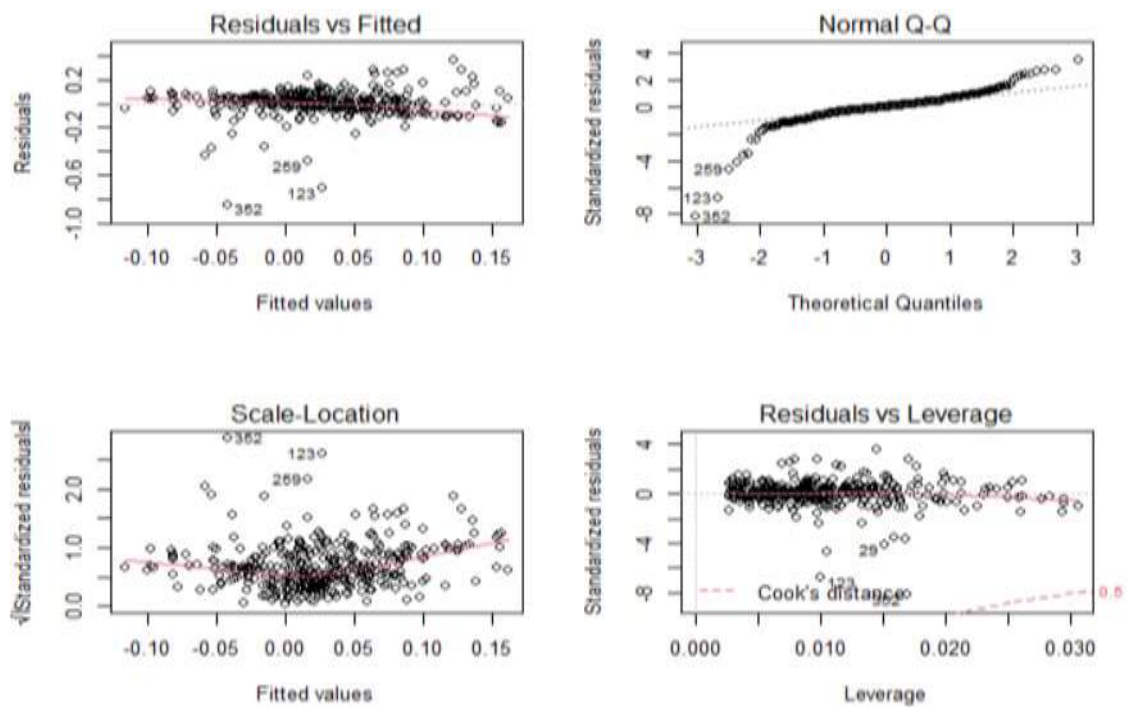 Residuals vs Fitted
Residuals
0.2
-0.2
-0.6
-1.0
259
123
352
-0.10 -0.05 0.00 0.05 0.10 0.15
Fitted values
Normal Q-Q
Standardized residuals
4
2
0
-4
-8
259
123
352
-3 -2 -1 0 1 2 3
Theoretical Quantiles
Scale-Location
√|Standardized residuals|
2.0
1.0
0.0
352
123
259
-0.10 -0.05 0.00 0.05 0.10 0.15
Fitted values
Residuals vs Leverage
Standardized residuals
4
0
-4
-8
29
123
352
Cook's distance
0.5
0.000 0.010 0.020 0.030
Leverage